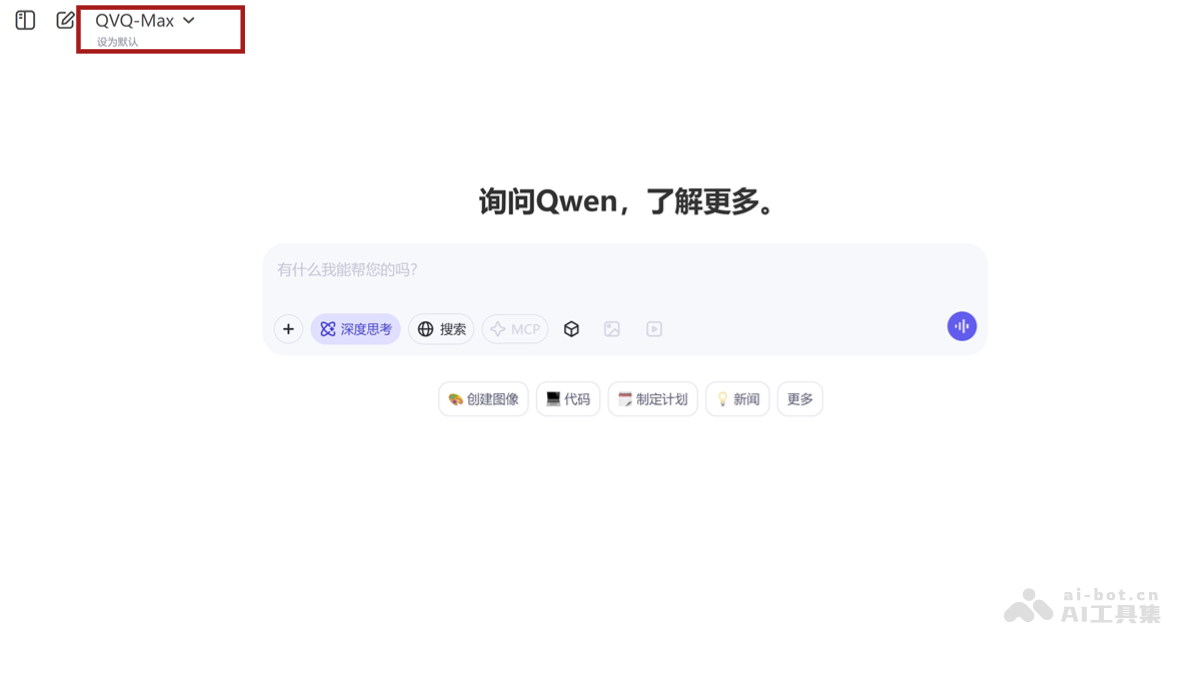 QVQ-Max
设为默认
询问Qwen，了解更多。
有什么我能帮您的吗?
深度思考
搜索
MCP
创建图像
代码
制定计划
新闻
更多
ai-bot.cn
AI工具集